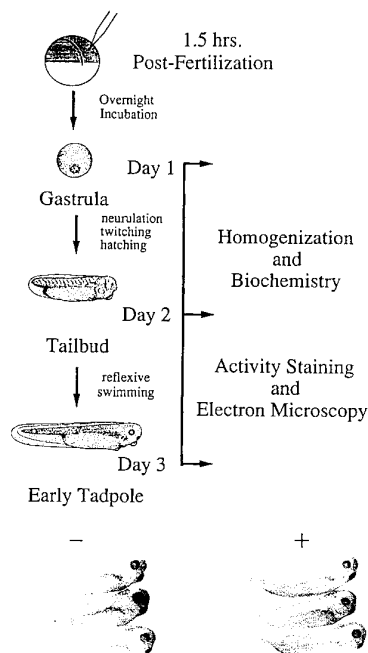 1.5 hrs.
Post-Fertilization
Overnight
Incubation
Day 1
Gastrula
neurulation
twitching
hatching
Homogenization
and
Biochemistry
Day 2
Tailbud
Activity Staining
and
Electron Microscopy
reflexive
swimming
Day 3
Early Tadpole
− +